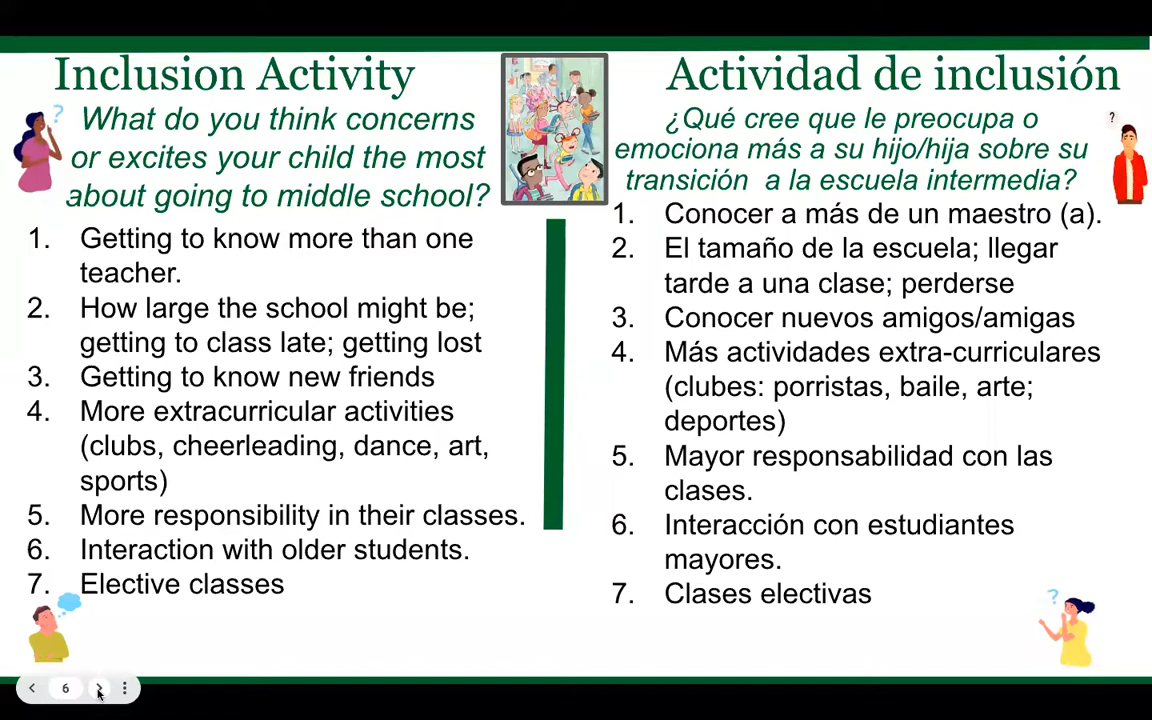 Inclusion Activity
What do you think concerns
or excites your child the most
about going to middle school?
1. Getting to know more than one
teacher.
2. How large the school might be;
getting to class late; getting lost
3. Getting to know new friends
4. More extracurricular activities
(clubs, cheerleading, dance, art,
sports)
5. More responsibility in their classes.
6. Interaction with older students.
7. Elective classes
Actividad de inclusión
¿Qué cree que le preocupa o
emociona más a su hijo/hija sobre su
transición a la escuela intermedia?
1. Conocer a más de un maestro (a).
2. El tamaño de la escuela; llegar
tarde a una clase; perderse
3. Conocer nuevos amigos/amigas
4. Más actividades extra-curriculares
(clubes: porristas, baile, arte;
deportes)
5. Mayor responsabilidad con las
clases.
6. Interacción con estudiantes
mayores.
7. Clases electivas
?
?
?
6